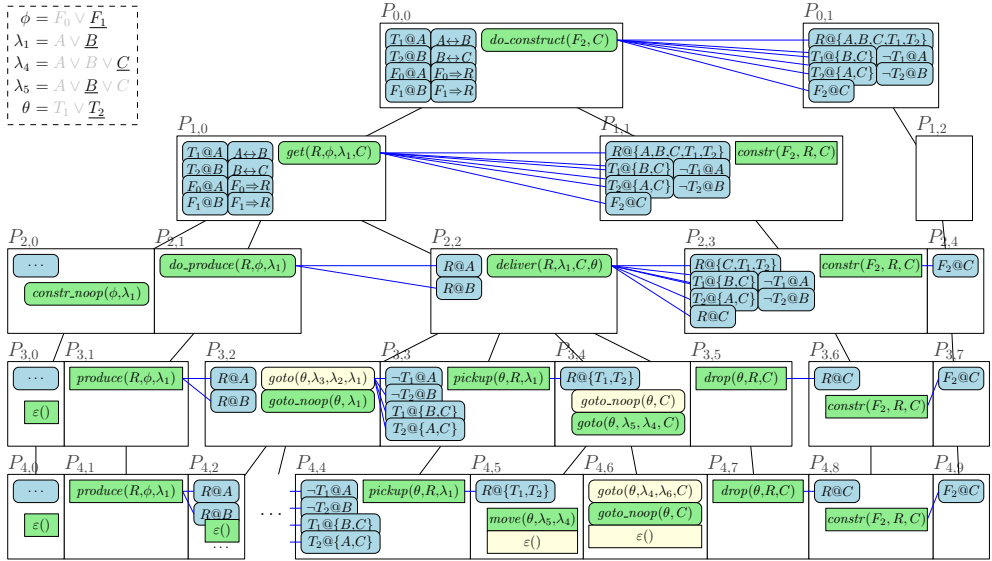 ϕ = F₀ ∨ F₁
λ₁ = A ∨ B
λ₄ = A ∨ B ∨ C
λ₅ = A ∨ B ∨ C
θ = T₁ ∨ T₂
P₀,₀
P₀,₁
T₁@A A↔B do_construct(F₂,C)
T₂@B B↔C
F₀@A F₀⇒R
F₁@B F₁⇒R
R@{A,B,C,T₁,T₂}
T₁@{B,C} ¬T₁@A
T₂@{A,C} ¬T₂@B
F₂@C
P₁,₀
P₁,₁
P₁,₂
T₁@A A↔B get(R,ϕ,λ₁,C)
T₂@B B↔C
F₀@A F₀⇒R
F₁@B F₁⇒R
R@{A,B,C,T₁,T₂} constr(F₂,R,C)
T₁@{B,C} ¬T₁@A
T₂@{A,C} ¬T₂@B
F₂@C
P₂,₀
P₂,₁
P₂,₂
P₂,₃
P₂,₄
···
constr_noop(ϕ,λ₁)
do_produce(R,ϕ,λ₁)
R@A deliver(R,λ₁,C,θ)
R@B
R@{C,T₁,T₂} constr(F₂,R,C)
T₁@{B,C} ¬T₁@A
T₂@{A,C} ¬T₂@B
R@C
F₂@C
P₃,₀
P₃,₁
P₃,₂
P₃,₃
P₃,₄
P₃,₅
P₃,₆
P₃,₇
···
ε()
produce(R,ϕ,λ₁)
R@A goto(θ,λ₃,λ₂,λ₁)
R@B goto_noop(θ,λ₁)
¬T₁@A pickup(θ,R,λ₁)
¬T₂@B
T₁@{B,C}
T₂@{A,C}
R@{T₁,T₂}
goto_noop(θ,C)
goto(θ,λ₅,λ₄,C)
drop(θ,R,C)
R@C
constr(F₂,R,C)
F₂@C
P₄,₀
P₄,₁
P₄,₂
P₄,₄
P₄,₅
P₄,₆
P₄,₇
P₄,₈
P₄,₉
···
ε()
produce(R,ϕ,λ₁)
R@A
R@B
ε()
···
···
¬T₁@A pickup(θ,R,λ₁)
¬T₂@B
T₁@{B,C}
T₂@{A,C}
R@{T₁,T₂}
move(θ,λ₅,λ₄)
ε()
goto(θ,λ₄,λ₆,C)
goto_noop(θ,C)
ε()
drop(θ,R,C)
R@C
constr(F₂,R,C)
F₂@C